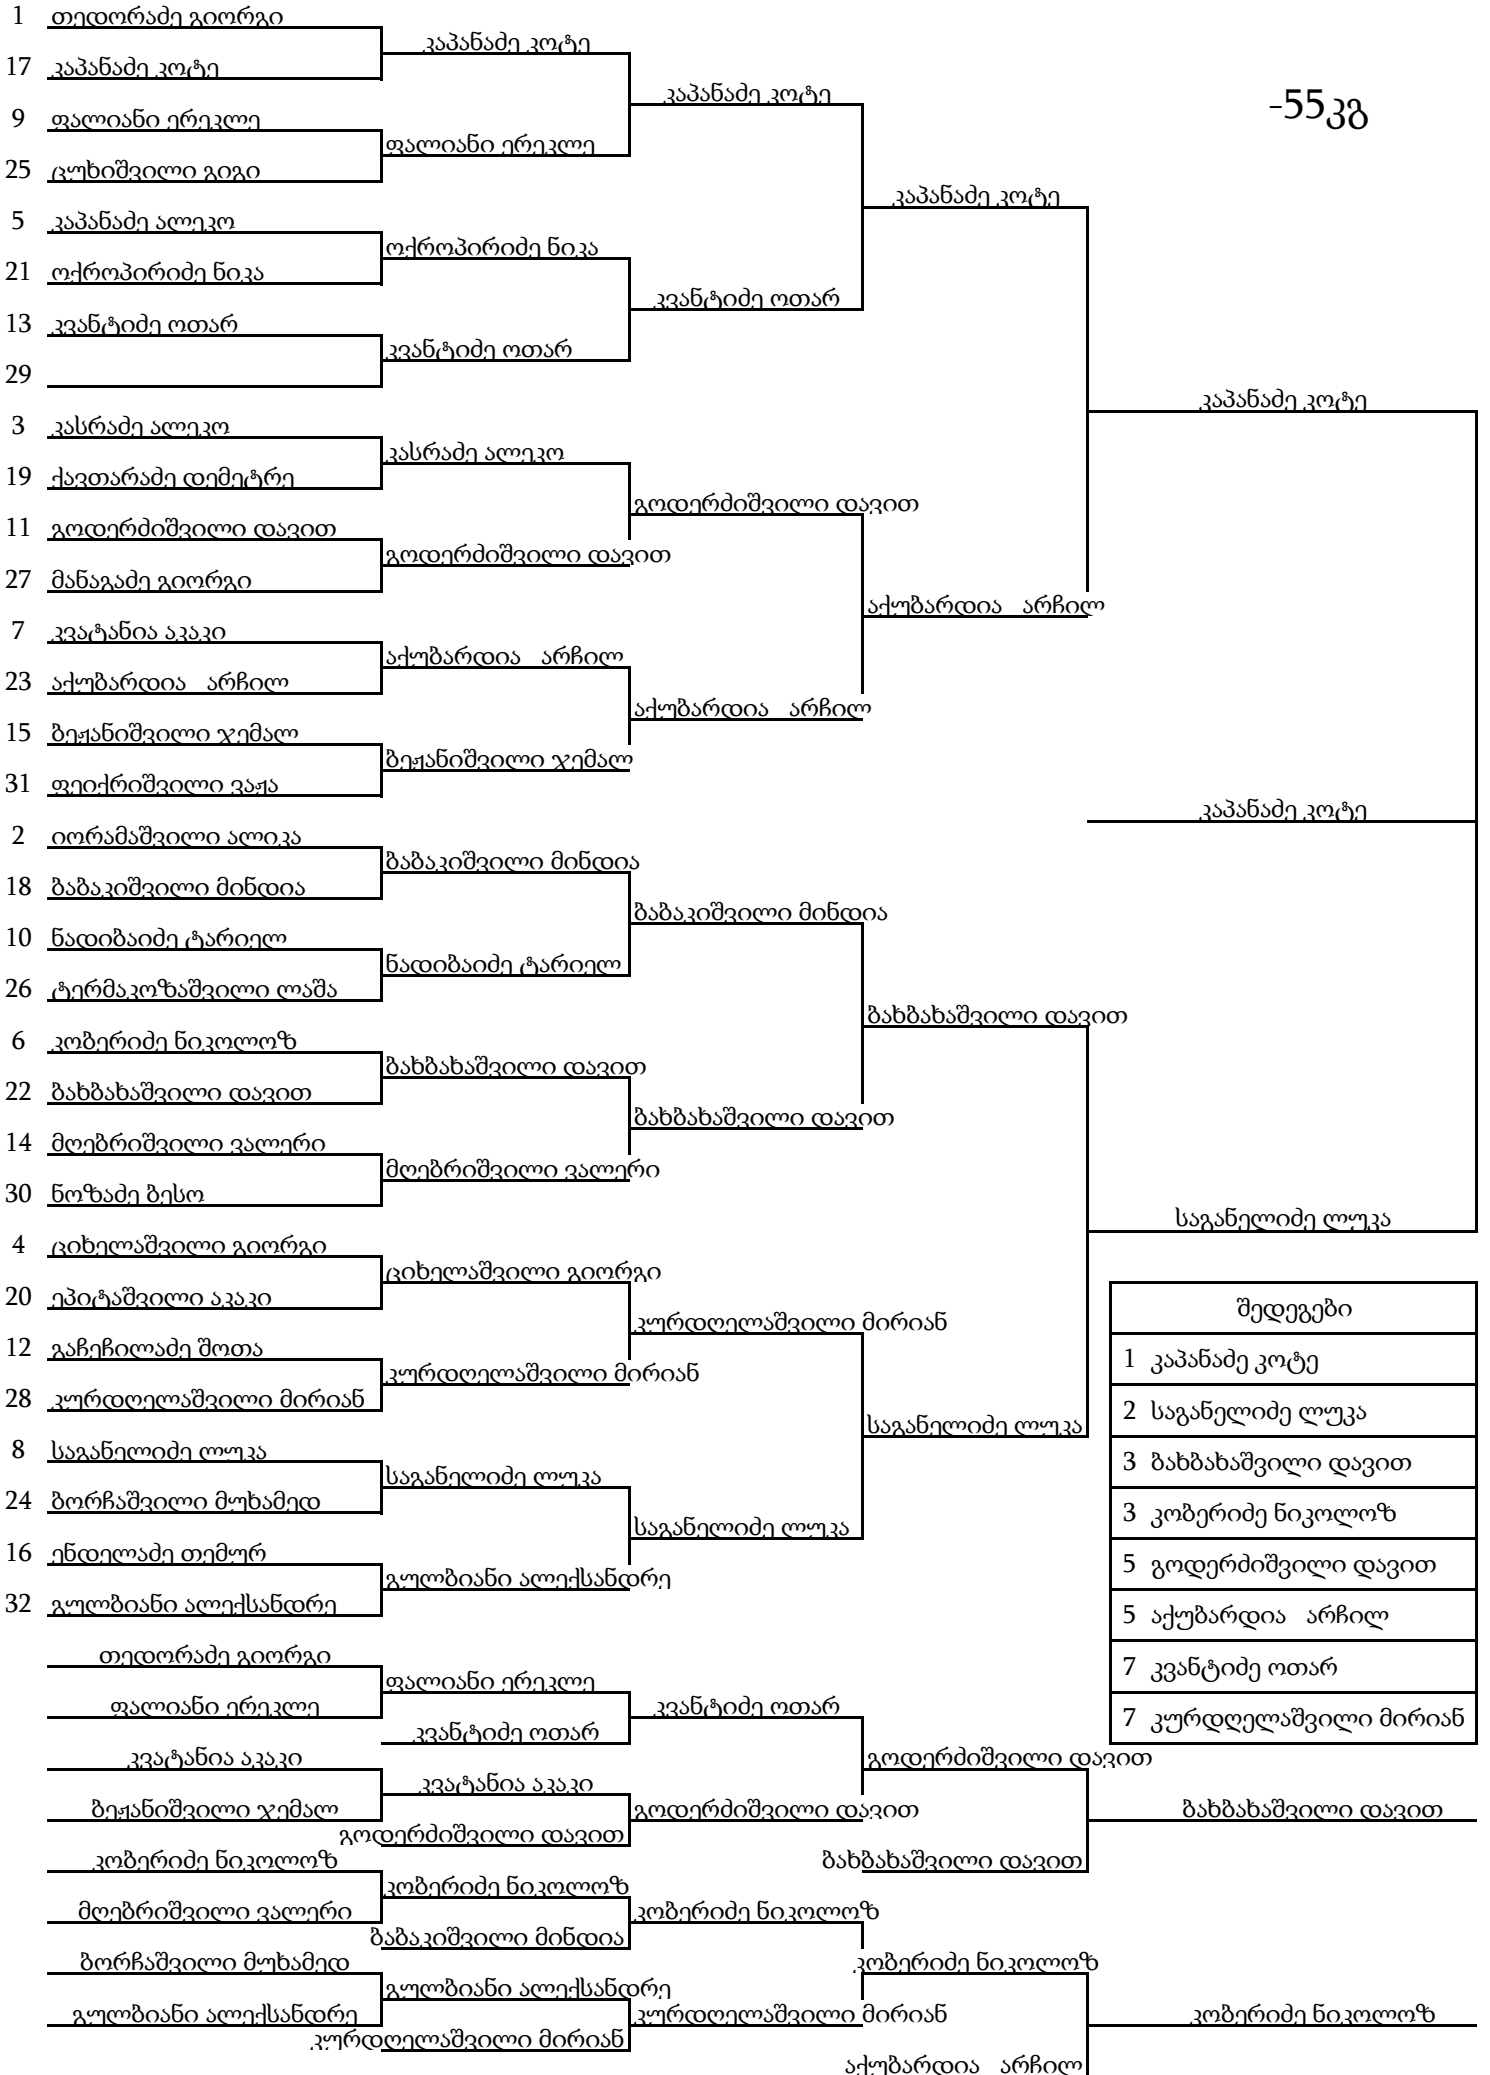 1 თედორაძე გიორგი
კაპანაძე კოტე
17 კაპანაძე კოტე
კაპანაძე კოტე
-55კგ
9 ფალიანი ერეკლე
ფალიანი ერეკლე
25 ცუხიშვილი გიგი
კაპანაძე კოტე
5 კაპანაძე ალეკო
ოქროპირიძე ნიკა
21 ოქროპირიძე ნიკა
კვანტიძე ოთარ
13 კვანტიძე ოთარ
კვანტიძე ოთარ
29
კაპანაძე კოტე
3 კასრაძე ალეკო
კასრაძე ალეკო
19 ქავთარაძე დემეტრე
გოდერძიშვილი დავით
11 გოდერძიშვილი დავით
გოდერძიშვილი დავით
27 მანაგაძე გიორგი
აქუბარდია არჩილ
7 კვატანია აკაკი
აქუბარდია არჩილ
23 აქუბარდია არჩილ
აქუბარდია არჩილ
15 ბეჟანიშვილი ჯემალ
ბეჟანიშვილი ჯემალ
31 ფეიქრიშვილი ვაჟა
კაპანაძე კოტე
2 იორამაშვილი ალიკა
ბაბაკიშვილი მინდია
18 ბაბაკიშვილი მინდია
ბაბაკიშვილი მინდია
10 ნადიბაიძე ტარიელ
ნადიბაიძე ტარიელ
26 ტერმაკოზაშვილი ლაშა
ბახბახაშვილი დავით
6 კობერიძე ნიკოლოზ
ბახბახაშვილი დავით
22 ბახბახაშვილი დავით
ბახბახაშვილი დავით
14 მღებრიშვილი ვალერი
მღებრიშვილი ვალერი
30 ნოზაძე ბესო
საგანელიძე ლუკა
4 ციხელაშვილი გიორგი
ციხელაშვილი გიორგი
20 ეპიტაშვილი აკაკი
შედეგები
კურდღელაშვილი მირიან
12 გაჩეჩილაძე შოთა
1 კაპანაძე კოტე
კურდღელაშვილი მირიან
28 კურდღელაშვილი მირიან
2 საგანელიძე ლუკა
საგანელიძე ლუკა
8 საგანელიძე ლუკა
3 ბახბახაშვილი დავით
საგანელიძე ლუკა
24 ბორჩაშვილი მუხამედ
3 კობერიძე ნიკოლოზ
საგანელიძე ლუკა
16 ენდელაძე თემურ
5 გოდერძიშვილი დავით
გულბიანი ალექსანდრე
32 გულბიანი ალექსანდრე
5 აქუბარდია არჩილ
თედორაძე გიორგი
7 კვანტიძე ოთარ
ფალიანი ერეკლე
ფალიანი ერეკლე
კვანტიძე ოთარ
7 კურდღელაშვილი მირიან
კვანტიძე ოთარ
კვატანია აკაკი
გოდერძიშვილი დავით
კვატანია აკაკი
ბეჟანიშვილი ჯემალ
გოდერძიშვილი დავით
ბახბახაშვილი დავით
გოდერძიშვილი დავით
კობერიძე ნიკოლოზ
ბახბახაშვილი დავით
კობერიძე ნიკოლოზ
მღებრიშვილი ვალერი
კობერიძე ნიკოლოზ
ბაბაკიშვილი მინდია
ბორჩაშვილი მუხამედ
კობერიძე ნიკოლოზ
გულბიანი ალექსანდრე
გულბიანი ალექსანდრე
კურდღელაშვილი მირიან
კობერიძე ნიკოლოზ
კურდღელაშვილი მირიან
აქუბარდია არჩილ